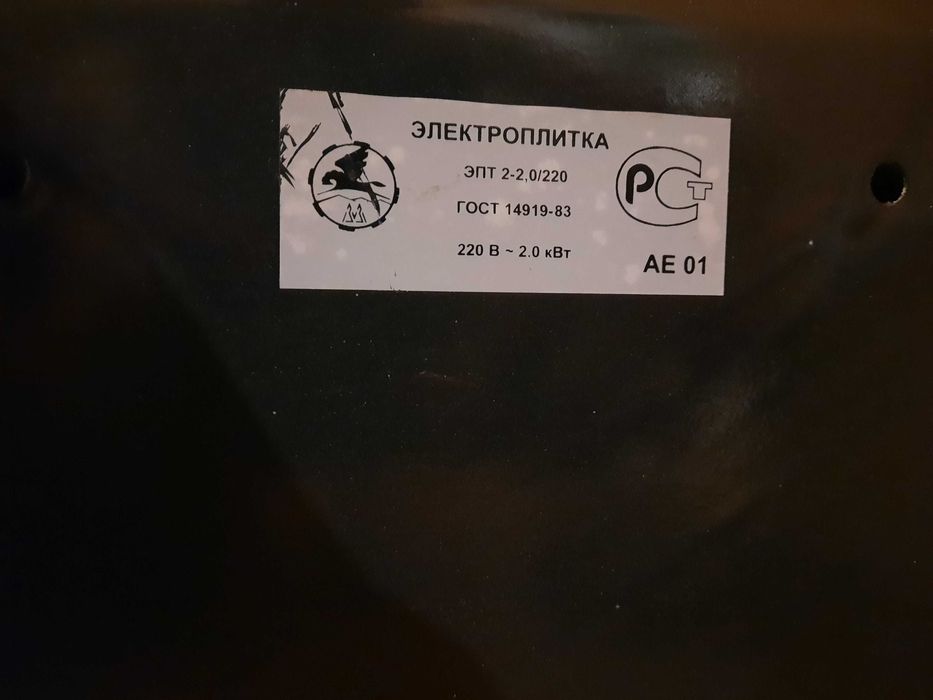 ЭЛЕКТРОПЛИТКА
ЭПТ 2-2,0/220
ГОСТ 14919-83
220 В ~ 2.0 кВт
РСТ
АЕ 01